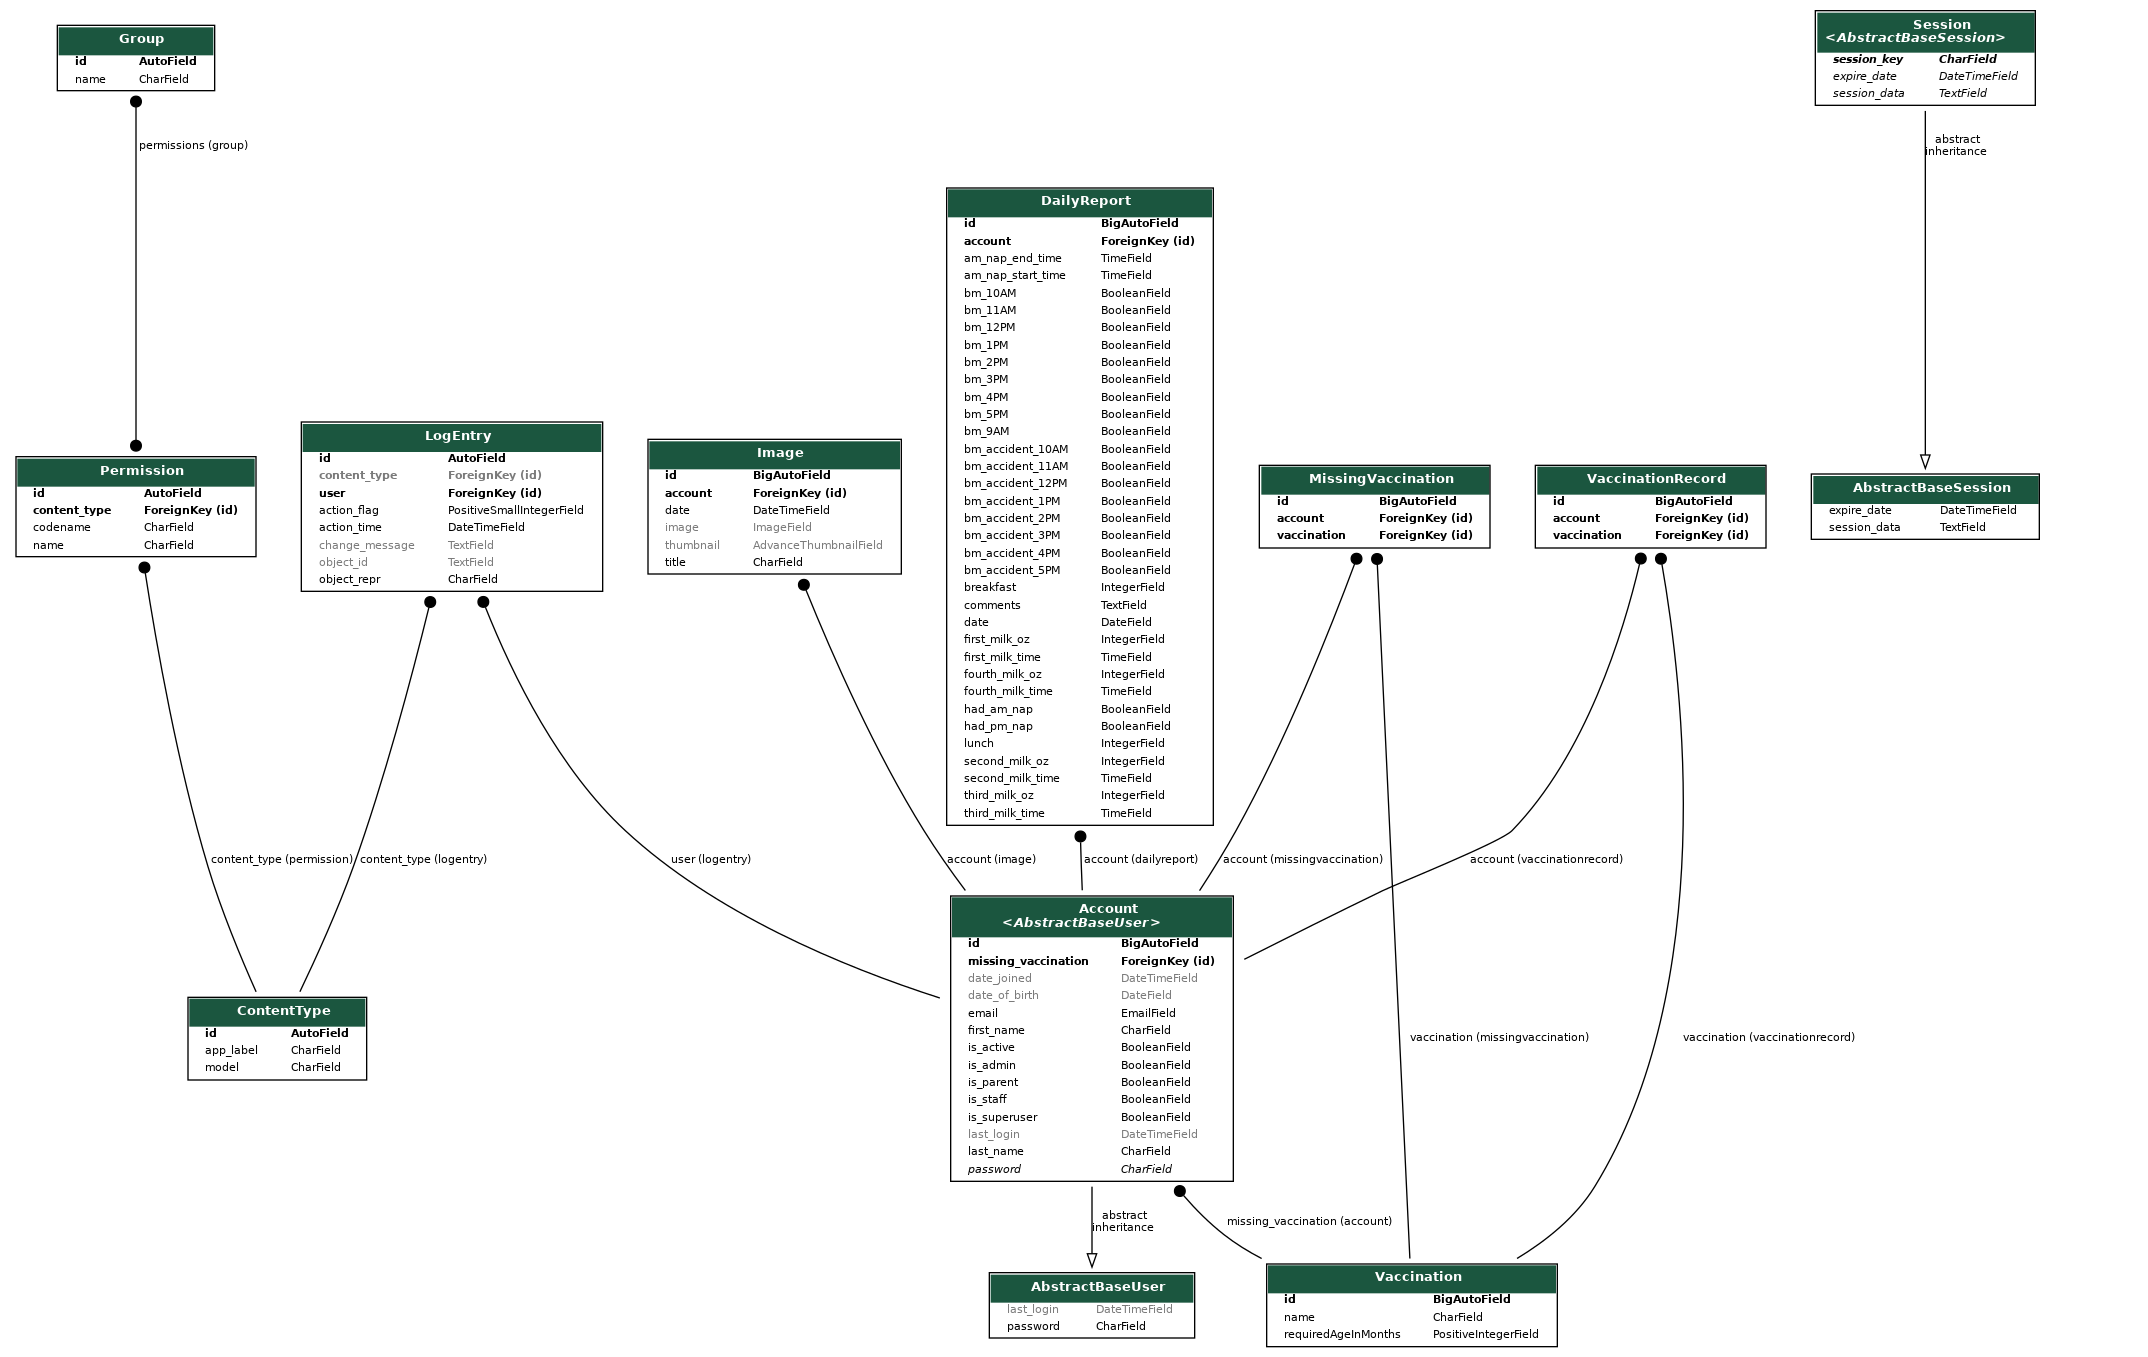 Group
id AutoField
name CharField
permissions (group)
Session
<AbstractBaseSession>
session_key CharField
expire_date DateTimeField
session_data TextField
abstract
inheritance
DailyReport
id BigAutoField
account ForeignKey (id)
am_nap_end_time TimeField
am_nap_start_time TimeField
bm_10AM BooleanField
bm_11AM BooleanField
bm_12PM BooleanField
bm_1PM BooleanField
bm_2PM BooleanField
bm_3PM BooleanField
bm_4PM BooleanField
bm_5PM BooleanField
bm_9AM BooleanField
bm_accident_10AM BooleanField
bm_accident_11AM BooleanField
bm_accident_12PM BooleanField
bm_accident_1PM BooleanField
bm_accident_2PM BooleanField
bm_accident_3PM BooleanField
bm_accident_4PM BooleanField
bm_accident_5PM BooleanField
breakfast IntegerField
comments TextField
date DateField
first_milk_oz IntegerField
first_milk_time TimeField
fourth_milk_oz IntegerField
fourth_milk_time TimeField
had_am_nap BooleanField
had_pm_nap BooleanField
lunch IntegerField
second_milk_oz IntegerField
second_milk_time TimeField
third_milk_oz IntegerField
third_milk_time TimeField
Permission
id AutoField
content_type ForeignKey (id)
codename CharField
name CharField
LogEntry
id AutoField
content_type ForeignKey (id)
user ForeignKey (id)
action_flag PositiveSmallIntegerField
action_time DateTimeField
change_message TextField
object_id TextField
object_repr CharField
Image
id BigAutoField
account ForeignKey (id)
date DateTimeField
image ImageField
thumbnail AdvanceThumbnailField
title CharField
MissingVaccination
id BigAutoField
account ForeignKey (id)
vaccination ForeignKey (id)
VaccinationRecord
id BigAutoField
account ForeignKey (id)
vaccination ForeignKey (id)
AbstractBaseSession
expire_date DateTimeField
session_data TextField
content_type (permission)
content_type (logentry)
user (logentry)
account (image)
account (dailyreport)
account (missingvaccination)
account (vaccinationrecord)
ContentType
id AutoField
app_label CharField
model CharField
Account
<AbstractBaseUser>
id BigAutoField
missing_vaccination ForeignKey (id)
date_joined DateTimeField
date_of_birth DateField
email EmailField
first_name CharField
is_active BooleanField
is_admin BooleanField
is_parent BooleanField
is_staff BooleanField
is_superuser BooleanField
last_login DateTimeField
last_name CharField
password CharField
vaccination (missingvaccination)
vaccination (vaccinationrecord)
abstract
inheritance
missing_vaccination (account)
AbstractBaseUser
last_login DateTimeField
password CharField
Vaccination
id BigAutoField
name CharField
requiredAgeInMonths PositiveIntegerField